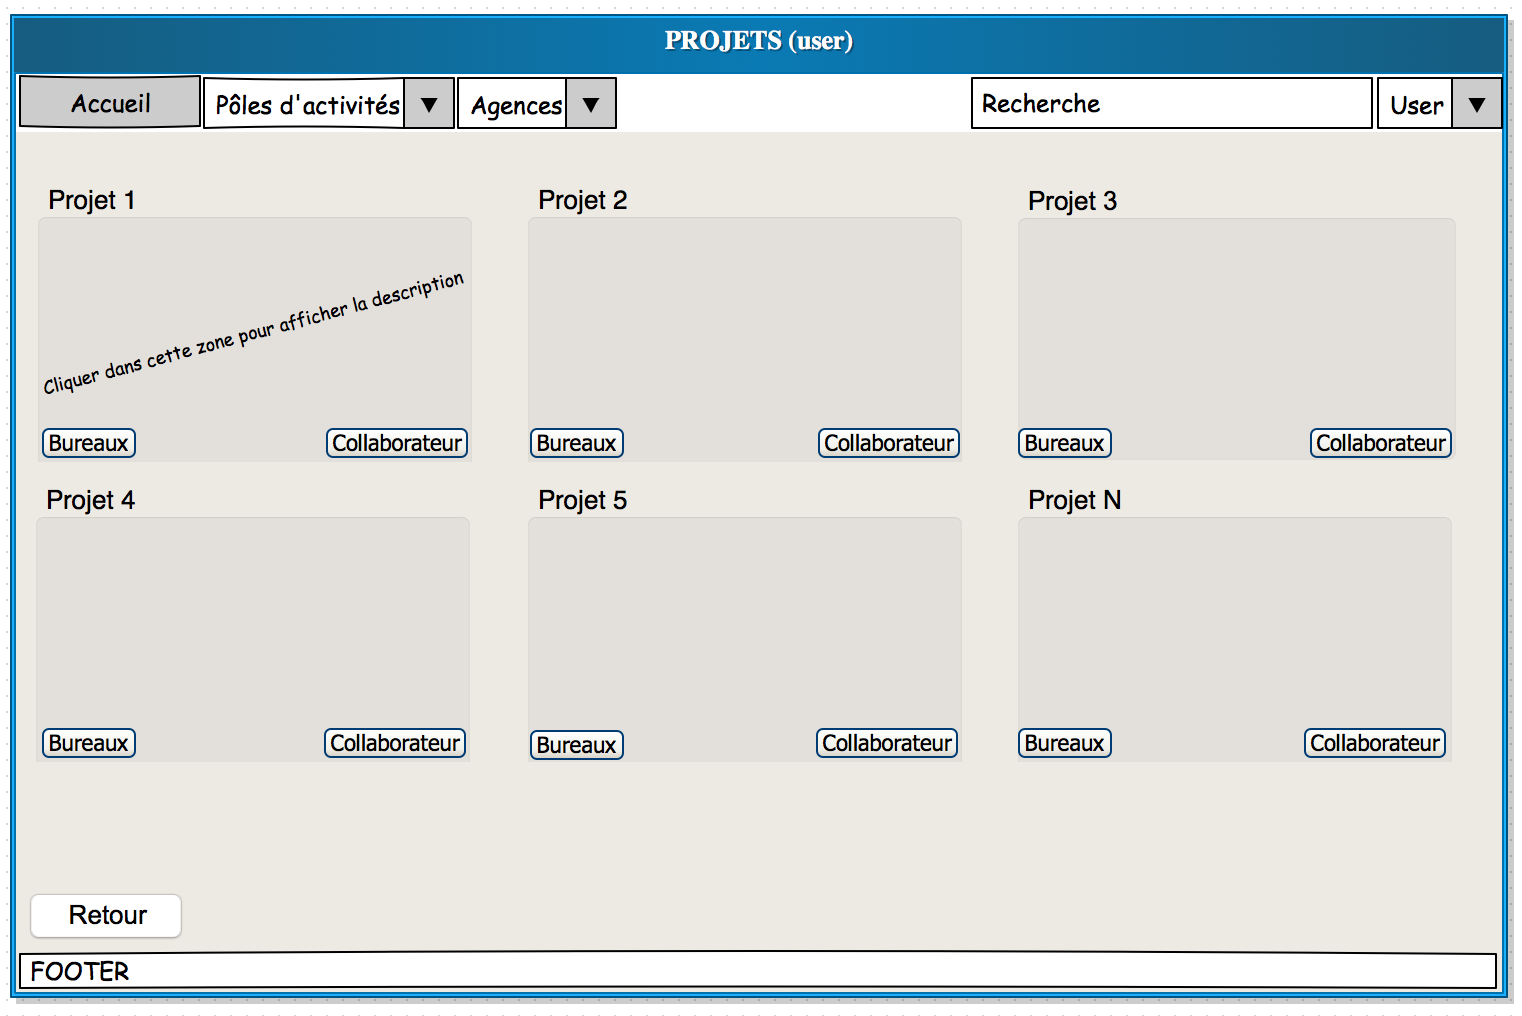 PROJETS (user)
Accueil
Pôles d'activités
Agences
Recherche
User
Projet 1
Projet 2
Projet 3
Cliquer dans cette zone pour afficher la description
Bureaux
Collaborateur
Bureaux
Collaborateur
Bureaux
Collaborateur
Projet 4
Projet 5
Projet N
Bureaux
Collaborateur
Bureaux
Collaborateur
Bureaux
Collaborateur
Retour
FOOTER